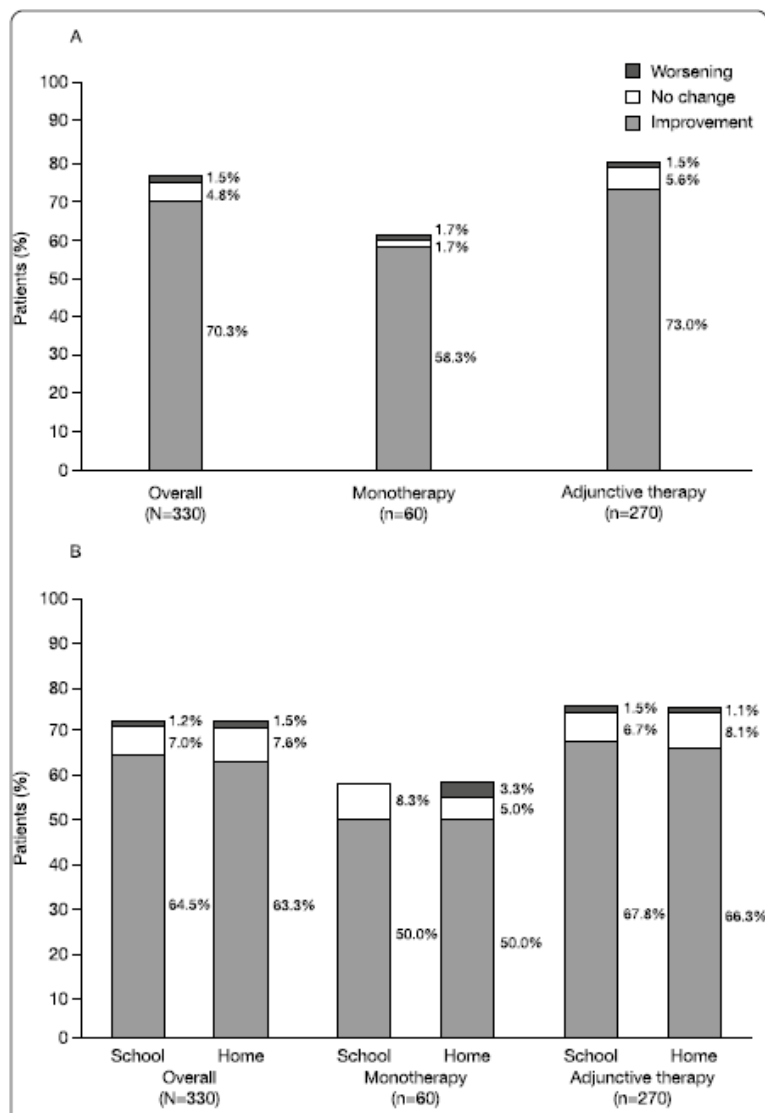 A
100
90
80
70
60
50
40
30
20
10
0
Patients (%)
Worsening
No change
Improvement
1.5%
4.8%
70.3%
1.7%
1.7%
58.3%
1.5%
5.6%
73.0%
Overall
(N=330)
Monotherapy
(n=60)
Adjunctive therapy
(n=270)
B
100
90
80
70
60
50
40
30
20
10
0
Patients (%)
1.2%
7.0%
64.5%
1.5%
7.6%
63.3%
8.3%
50.0%
3.3%
5.0%
50.0%
1.5%
6.7%
67.8%
1.1%
8.1%
66.3%
School Home School Home School Home
Overall
(N=330)
Monotherapy
(n=60)
Adjunctive therapy
(n=270)